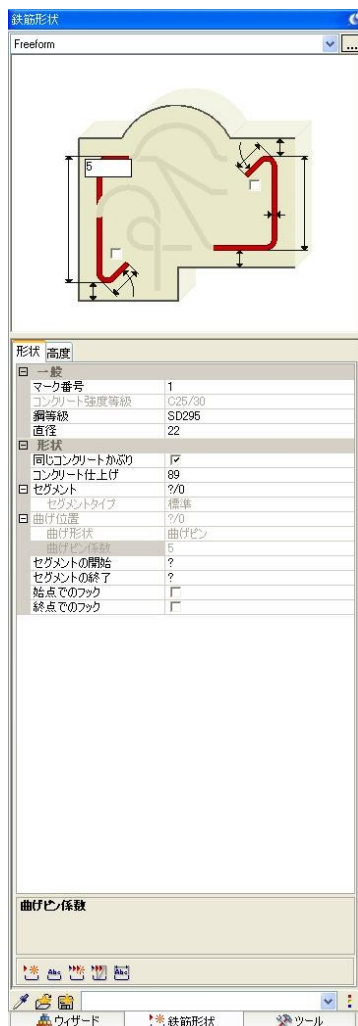 鉄筋形状
Freeform
...
5
形状 高度
一般
マーク番号 1
コンクリート強度等級 C25/30
鋼等級 SD295
直径 22
形状
同じコンクリートかぶり
コンクリート仕上げ 89
セグメント ?/0
セグメントタイプ 標準
曲げ位置 ?/0
曲げ形状 曲げピン
曲げピン係数 5
セグメントの開始 ?
セグメントの終了 ?
始点でのフック
終点でのフック
曲げピン係数
Abc Abc
ウィザード 鉄筋形状 ツール